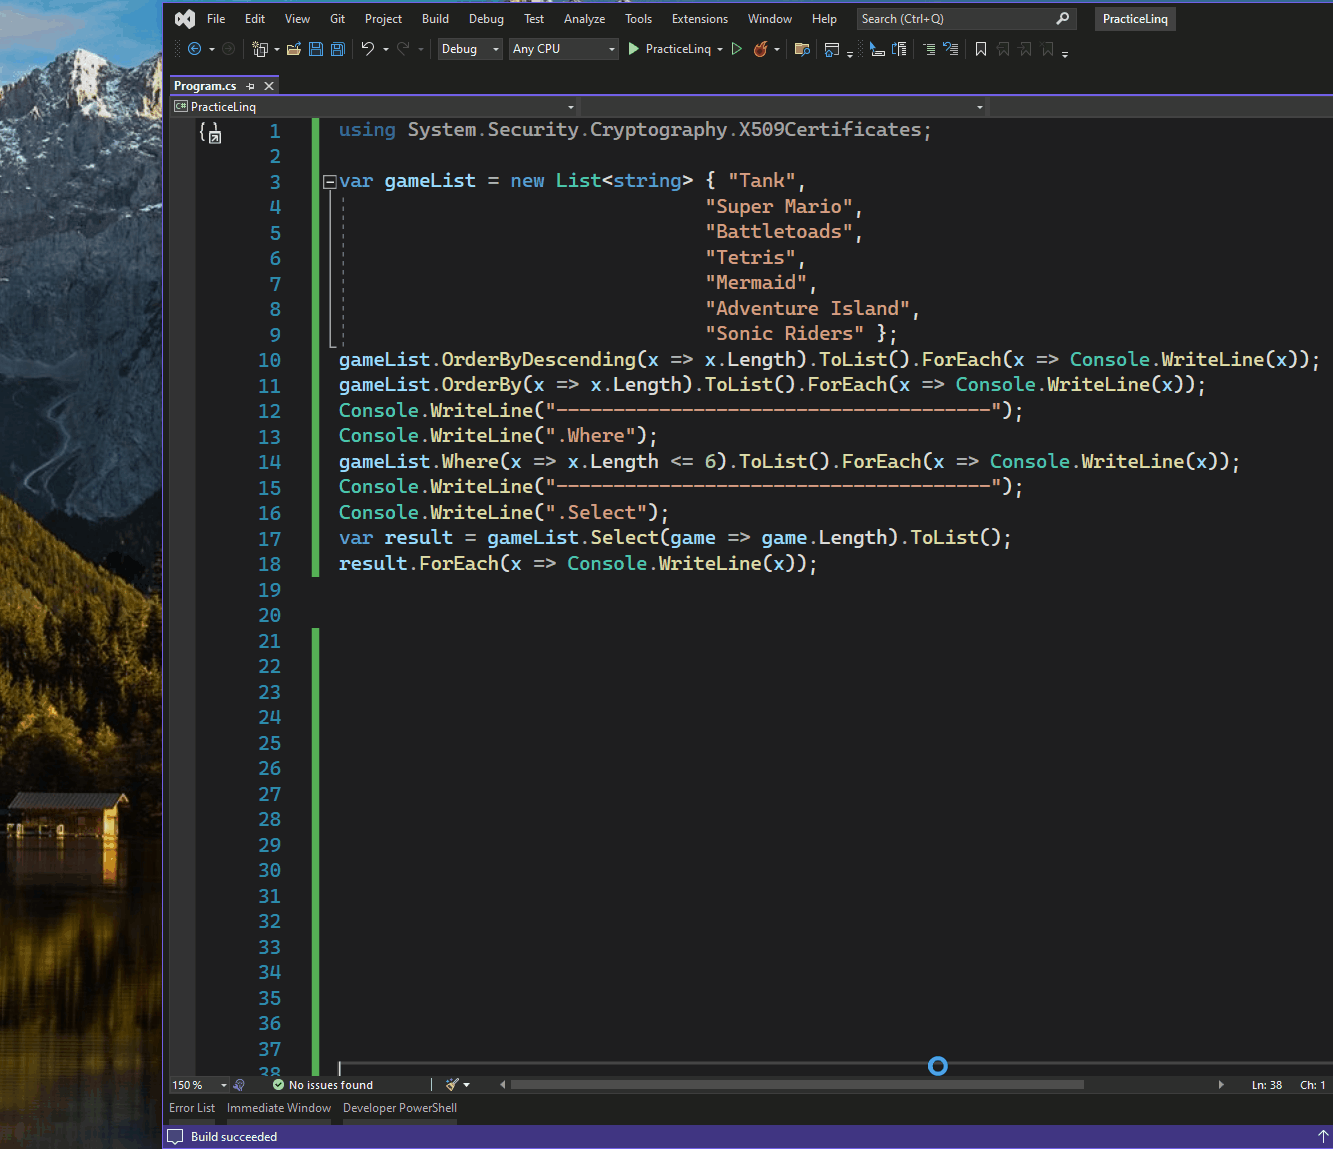 File Edit View Git Project Build Debug Test Analyze Tools Extensions Window Help Search (Ctrl+Q) PracticeLinq
Debug Any CPU PracticeLinq
Program.cs
C# PracticeLinq
1 using System.Security.Cryptography.X509Certificates;
2
3 var gameList = new List<string> { "Tank",
4 "Super Mario",
5 "Battletoads",
6 "Tetris",
7 "Mermaid",
8 "Adventure Island",
9 "Sonic Riders" };
10 gameList.OrderByDescending(x => x.Length).ToList().ForEach(x => Console.WriteLine(x));
11 gameList.OrderBy(x => x.Length).ToList().ForEach(x => Console.WriteLine(x));
12 Console.WriteLine("--------------------------------------");
13 Console.WriteLine(".Where");
14 gameList.Where(x => x.Length <= 6).ToList().ForEach(x => Console.WriteLine(x));
15 Console.WriteLine("--------------------------------------");
16 Console.WriteLine(".Select");
17 var result = gameList.Select(game => game.Length).ToList();
18 result.ForEach(x => Console.WriteLine(x));
19
20
21
22
23
24
25
26
27
28
29
30
31
32
33
34
35
36
37
38
150 % No issues found Ln: 38 Ch: 1
Error List Immediate Window Developer PowerShell
Build succeeded